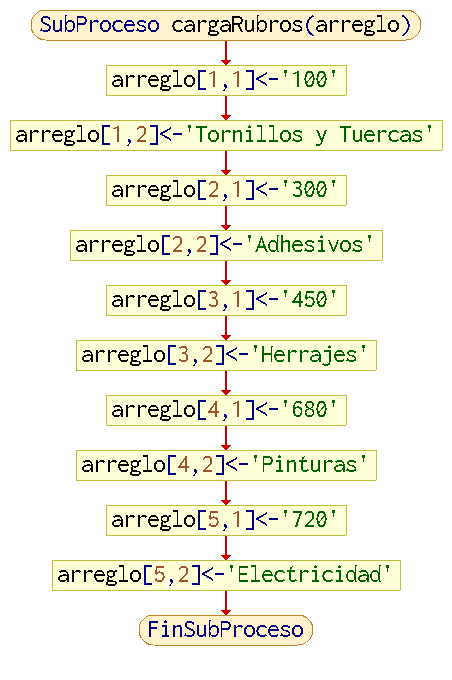 SubProceso cargaRubros(arreglo)
arreglo[1,1]<-'100'
arreglo[1,2]<-'Tornillos y Tuercas'
arreglo[2,1]<-'300'
arreglo[2,2]<-'Adhesivos'
arreglo[3,1]<-'450'
arreglo[3,2]<-'Herrajes'
arreglo[4,1]<-'680'
arreglo[4,2]<-'Pinturas'
arreglo[5,1]<-'720'
arreglo[5,2]<-'Electricidad'
FinSubProceso